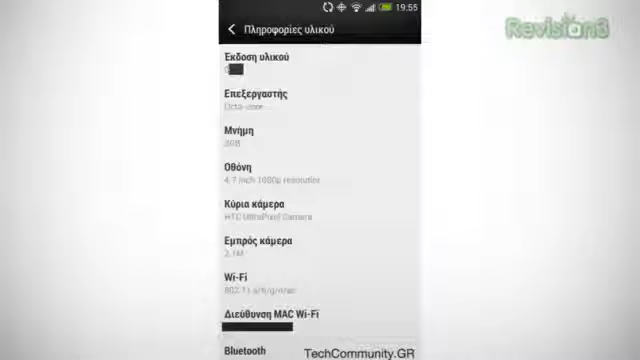 19:55
Πληροφορίες υλικού
Revision3
Έκδοση υλικού
Επεξεργαστής
Octa-core
Μνήμη
Οθόνη
4.7 inch 1080p resolution
Κύρια κάμερα
HTC UltraPixel Camera
Εμπρός κάμερα
2.1M
Wi-Fi
802.11 a/b/g/n/ac
Διεύθυνση MAC Wi-Fi
Bluetooth
TechCommunity.GR